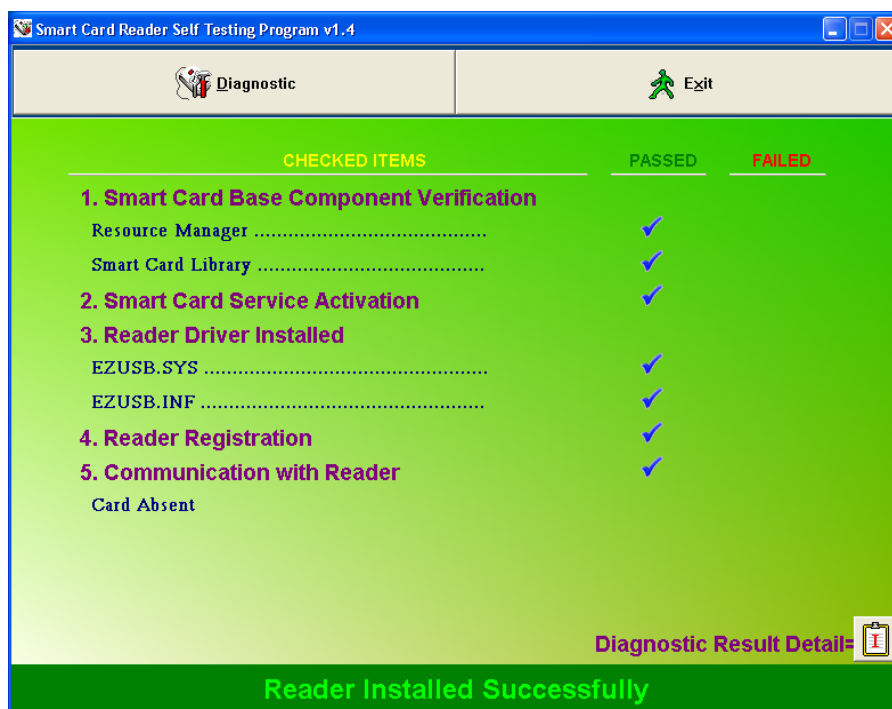 Smart Card Reader Self Testing Program v1.4
Diagnostic Exit
CHECKED ITEMS PASSED FAILED
1. Smart Card Base Component Verification
Resource Manager ........................................
Smart Card Library .......................................
2. Smart Card Service Activation
3. Reader Driver Installed
EZUSB.SYS .................................................
EZUSB.INF .................................................
4. Reader Registration
5. Communication with Reader
Card Absent
Diagnostic Result Detail=
Reader Installed Successfully